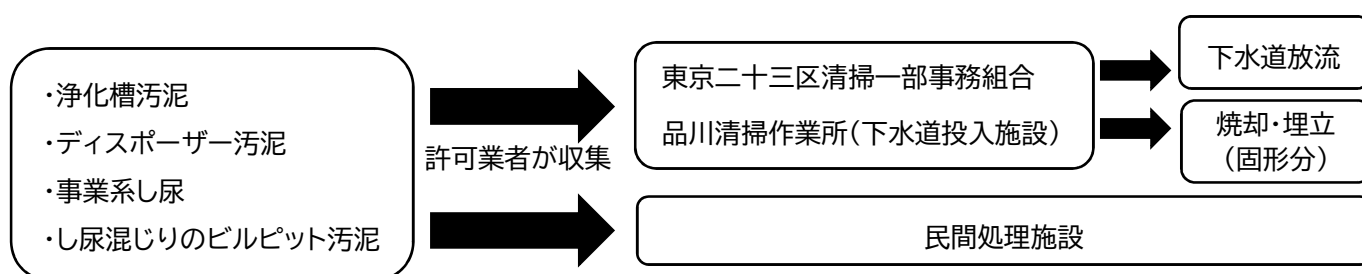 ・浄化槽汚泥
・ディスポーザー汚泥
・事業系し尿
・し尿混じりのビルピット汚泥
許可業者が収集
東京二十三区清掃一部事務組合
品川清掃作業所(下水道投入施設)
下水道放流
焼却・埋立
(固形分)
民間処理施設